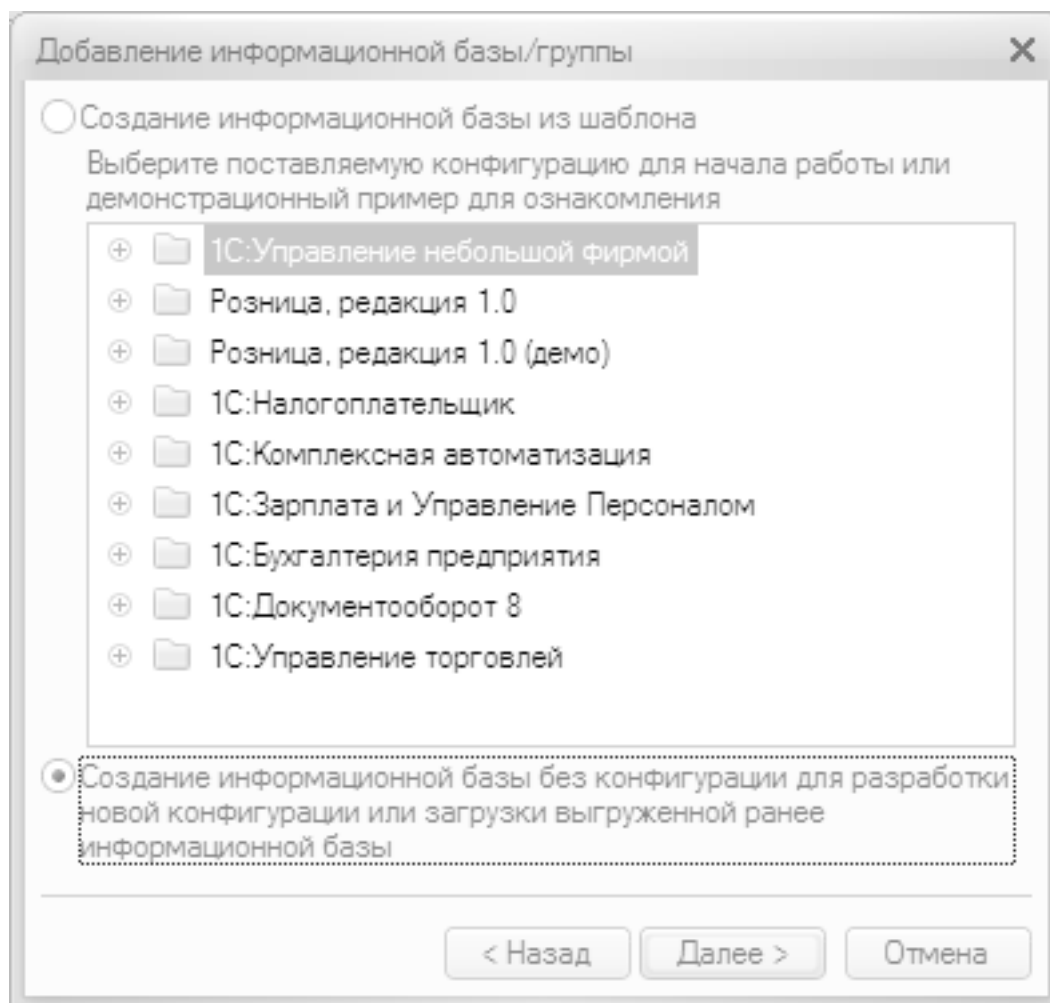 Добавление информационной базы/группы
Создание информационной базы из шаблона
Выберите поставляемую конфигурацию для начала работы или
демонстрационный пример для ознакомления
1С:Управление небольшой фирмой
Розница, редакция 1.0
Розница, редакция 1.0 (демо)
1С:Налогоплательщик
1С:Комплексная автоматизация
1С:Зарплата и Управление Персоналом
1С:Бухгалтерия предприятия
1С:Документооборот 8
1С:Управление торговлей
Создание информационной базы без конфигурации для разработки
новой конфигурации или загрузки выгруженной ранее
информационной базы
< Назад Далее > Отмена